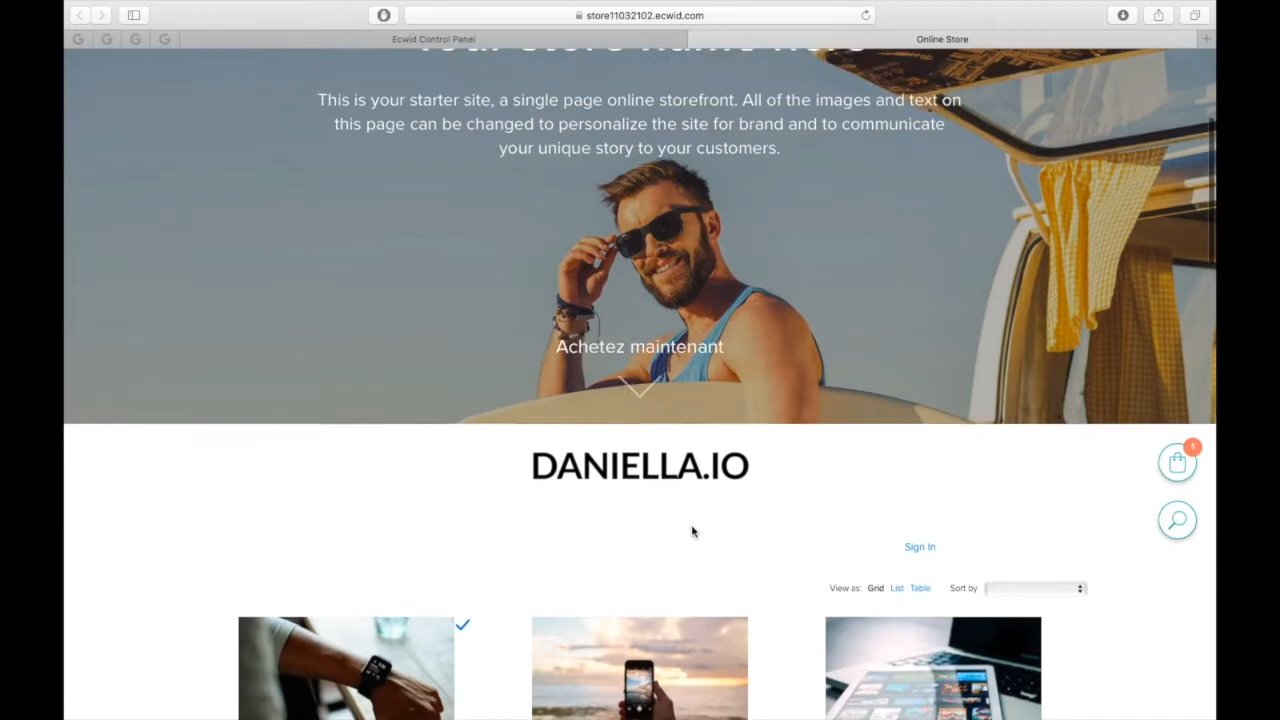 store11032102.ecwid.com
Ecwid Control Panel
Online Store
This is your starter site, a single page online storefront. All of the images and text on
this page can be changed to personalize the site for brand and to communicate
your unique story to your customers.
Achetez maintenant
DANIELLA.IO
1
Sign In
View as: Grid List Table Sort by